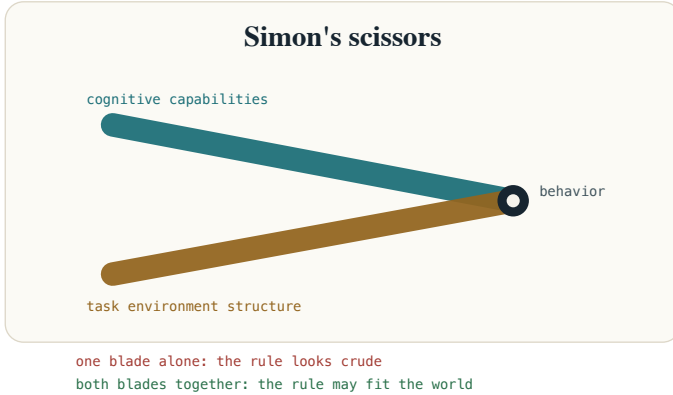 Simon's scissors
cognitive capabilities
behavior
task environment structure
one blade alone: the rule looks crude
both blades together: the rule may fit the world